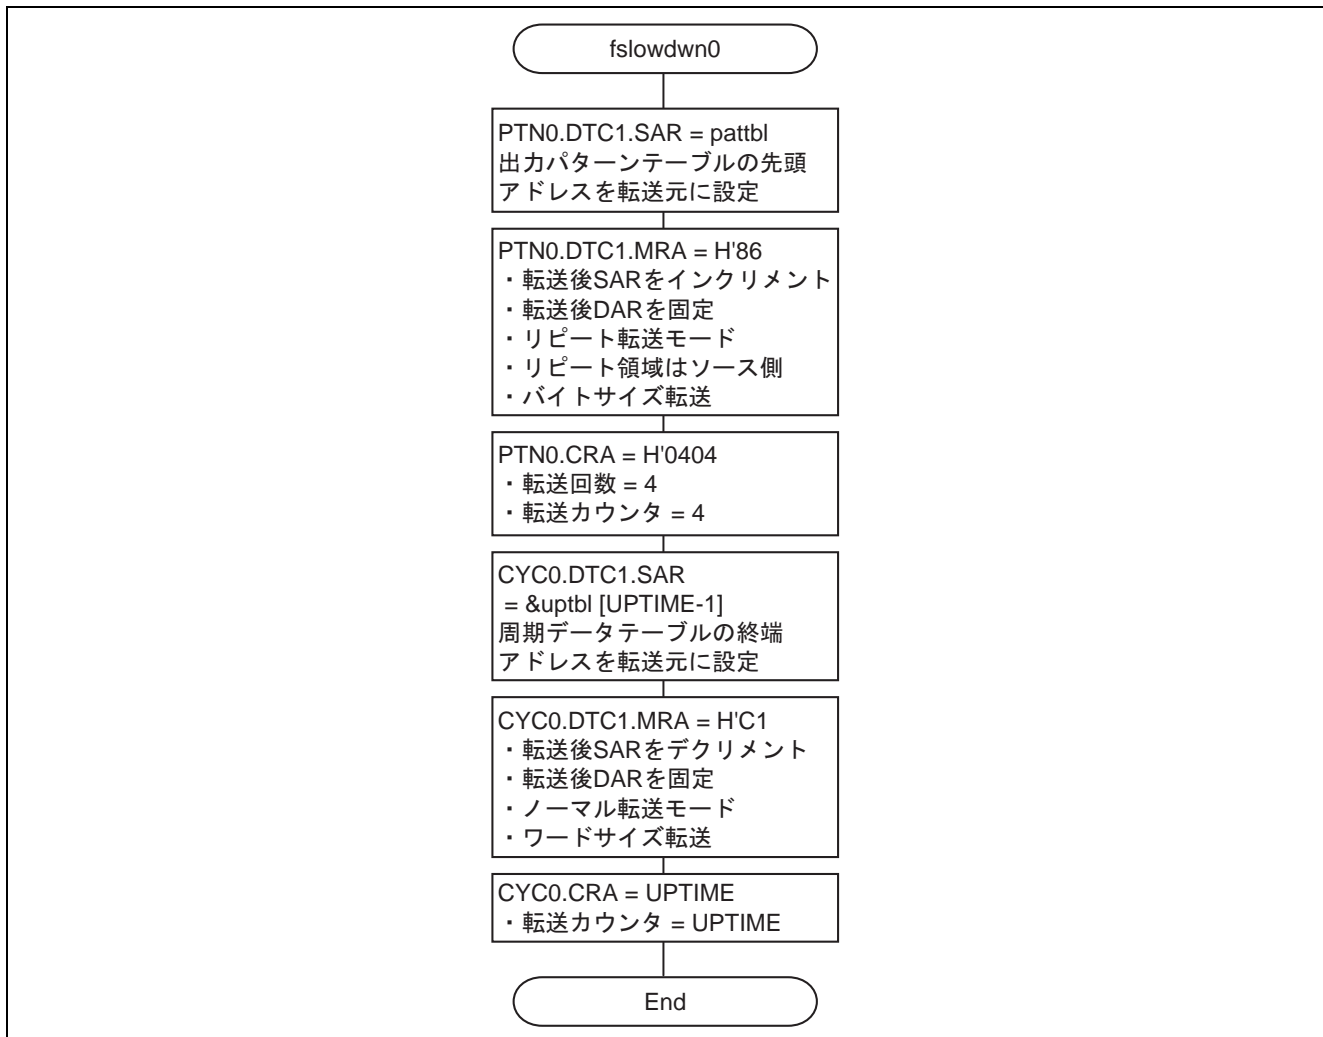 fslowdwn0
PTN0.DTC1.SAR = pattbl
出力パターンテーブルの先頭
アドレスを転送元に設定
PTN0.DTC1.MRA = H'86
・転送後SARをインクリメント
・転送後DARを固定
・リピート転送モード
・リピート領域はソース側
・バイトサイズ転送
PTN0.CRA = H'0404
・転送回数 = 4
・転送カウンタ = 4
CYC0.DTC1.SAR
= &uptbl [UPTIME-1]
周期データテーブルの終端
アドレスを転送元に設定
CYC0.DTC1.MRA = H'C1
・転送後SARをデクリメント
・転送後DARを固定
・ノーマル転送モード
・ワードサイズ転送
CYC0.CRA = UPTIME
・転送カウンタ = UPTIME
End